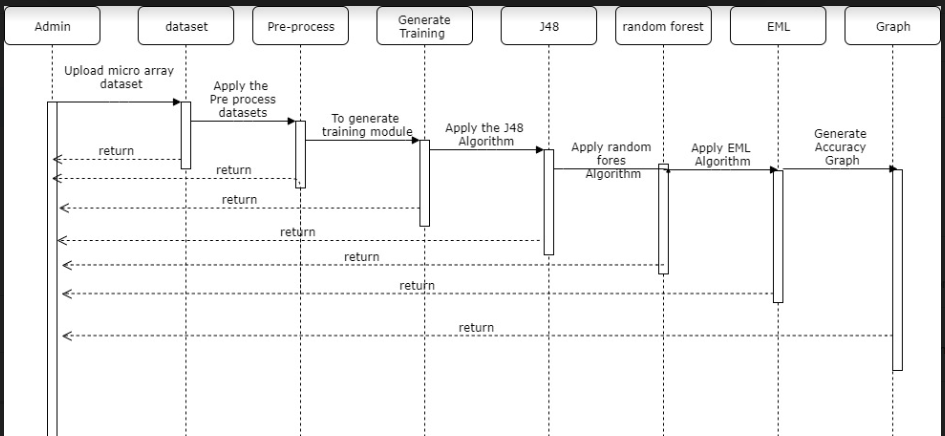 Admin
dataset
Pre-process
Generate
Training
J48
random forest
EML
Graph
Upload micro array
dataset
Apply the
Pre process
datasets
To generate
training module
Apply the J48
Algorithm
Apply random
fores
Algorithm
Apply EML
Algorithm
Generate
Accuracy
Graph
return
return
return
return
return
return
return